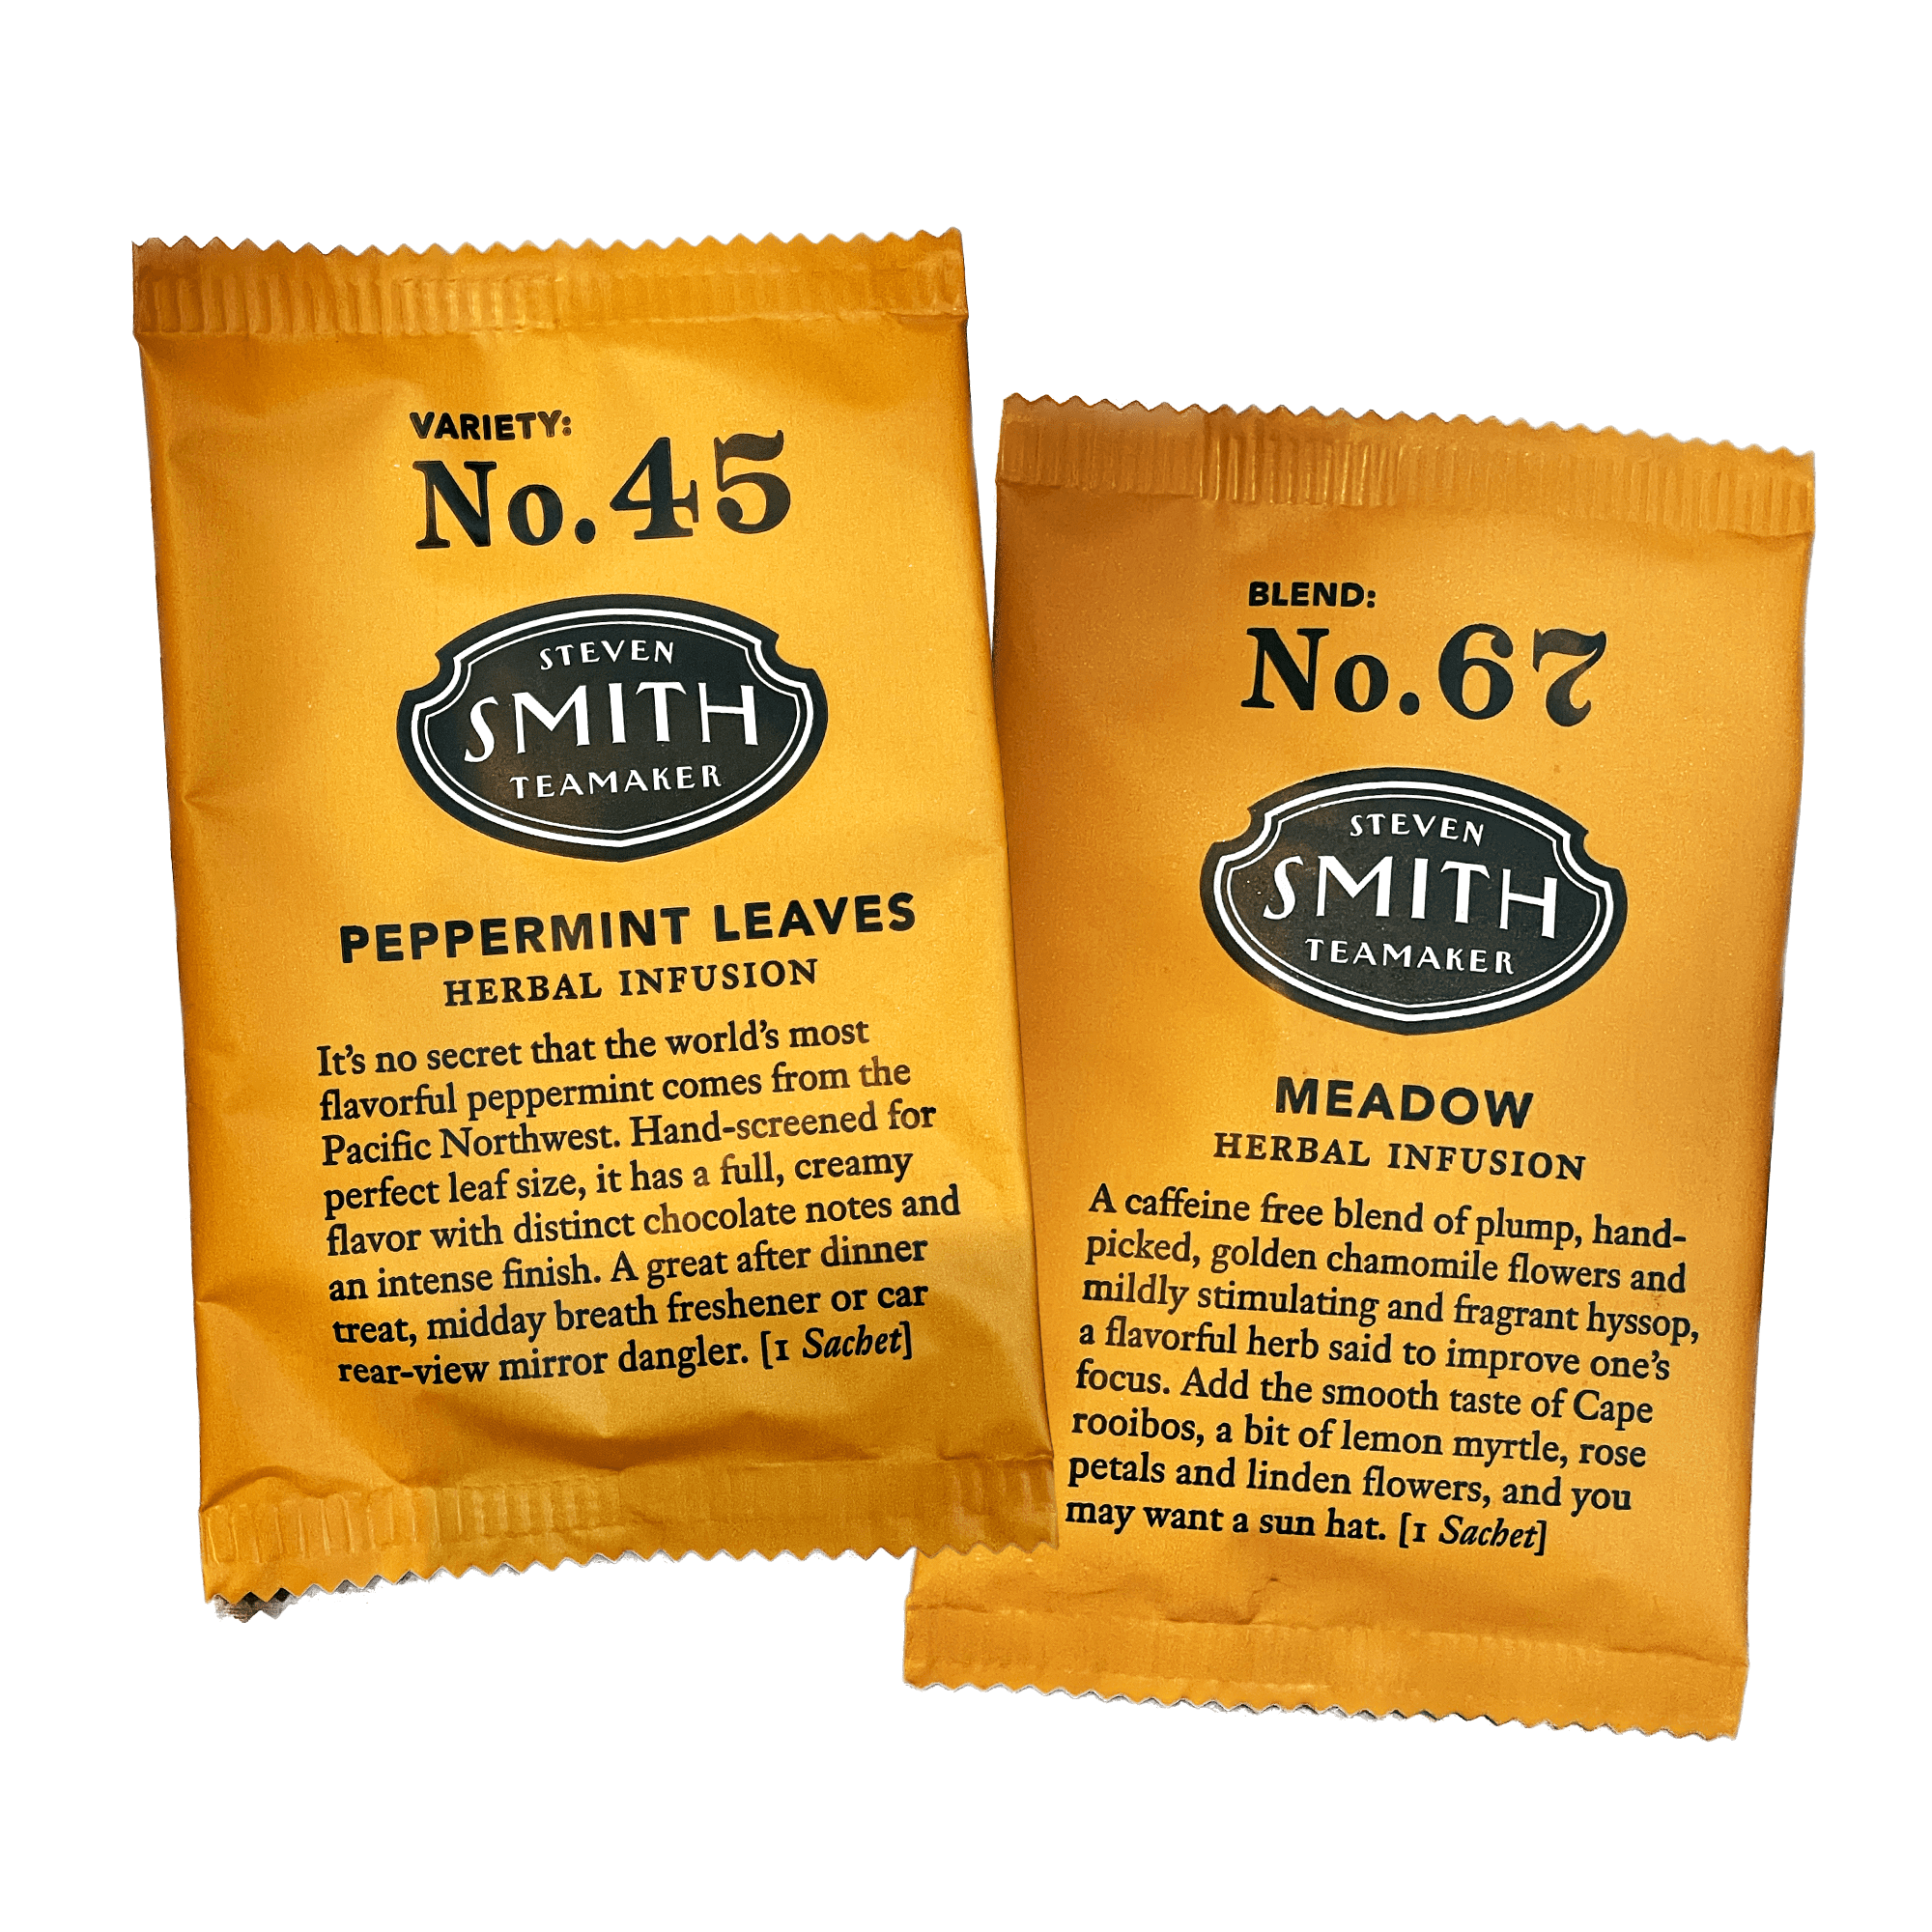 VARIETY:
No. 45
STEVEN
SMITH
TEAMAKER
PEPPERMINT LEAVES
HERBAL INFUSION
It's no secret that the world's most
flavorful peppermint comes from the
Pacific Northwest. Hand-screened for
perfect leaf size, it has a full, creamy
flavor with distinct chocolate notes and
an intense finish. A great after dinner
treat, midday breath freshener or car
rear-view mirror dangler. [1 Sachet]
BLEND:
No. 67
STEVEN
SMITH
TEAMAKER
MEADOW
HERBAL INFUSION
A caffeine free blend of plump, hand-
picked, golden chamomile flowers and
mildly stimulating and fragrant hyssop,
a flavorful herb said to improve one's
focus. Add the smooth taste of Cape
rooibos, a bit of lemon myrtle, rose
petals and linden flowers, and you
may want a sun hat. [1 Sachet]